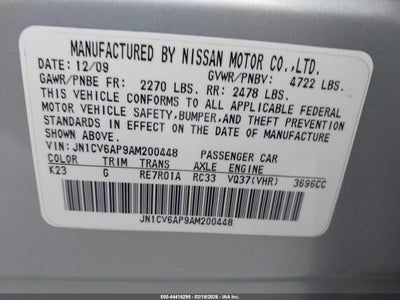 MANUFACTURED BY NISSAN MOTOR CO.,LTD.
DATE: 12/09 GVWR/PNBV: 4722 LBS.
GAWR/PNBE FR: 2270 LBS. RR: 2478 LBS.
THIS VEHICLE CONFORMS TO ALL APPLICABLE FEDERAL
MOTOR VEHICLE SAFETY,BUMPER,AND THEFT PREVENTION
STANDARDS IN EFFECT ON THE DATE OF MANUFACTURE
SHOWN ABOVE.
VIN: JN1CV6AP9AM200448 PASSENGER CAR
COLOR TRIM TRANS AXLE ENGINE
K23 G RE7R01A RC33 VQ37(VHR) 3696CC
JN1CV6AP9AM200448
000-44416290 - 02/18/2026 - IAAI.COM